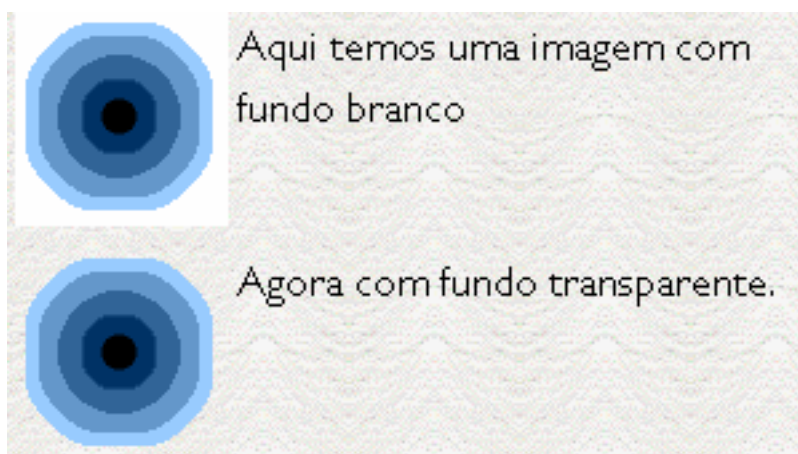 Aqui temos uma imagem com
fundo branco
Agora com fundo transparente.